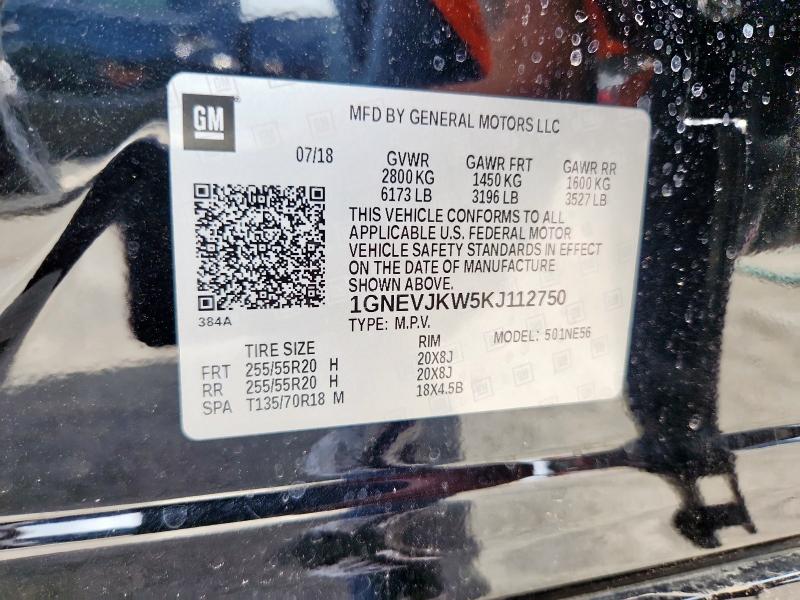 GM
MFD BY GENERAL MOTORS LLC
07/18
GVWR GAWR FRT GAWR RR
2800 KG 1450 KG 1600 KG
6173 LB 3196 LB 3527 LB
THIS VEHICLE CONFORMS TO ALL
APPLICABLE U.S. FEDERAL MOTOR
VEHICLE SAFETY STANDARDS IN EFFECT
ON THE DATE OF MANUFACTURE
SHOWN ABOVE.
1GNEVJKW5KJ112750
384A
TYPE: M.P.V. MODEL: 501NE56
TIRE SIZE RIM
FRT 255/55R20 H 20X8J
RR 255/55R20 H 20X8J
SPA T135/70R18 M 18X4.5B